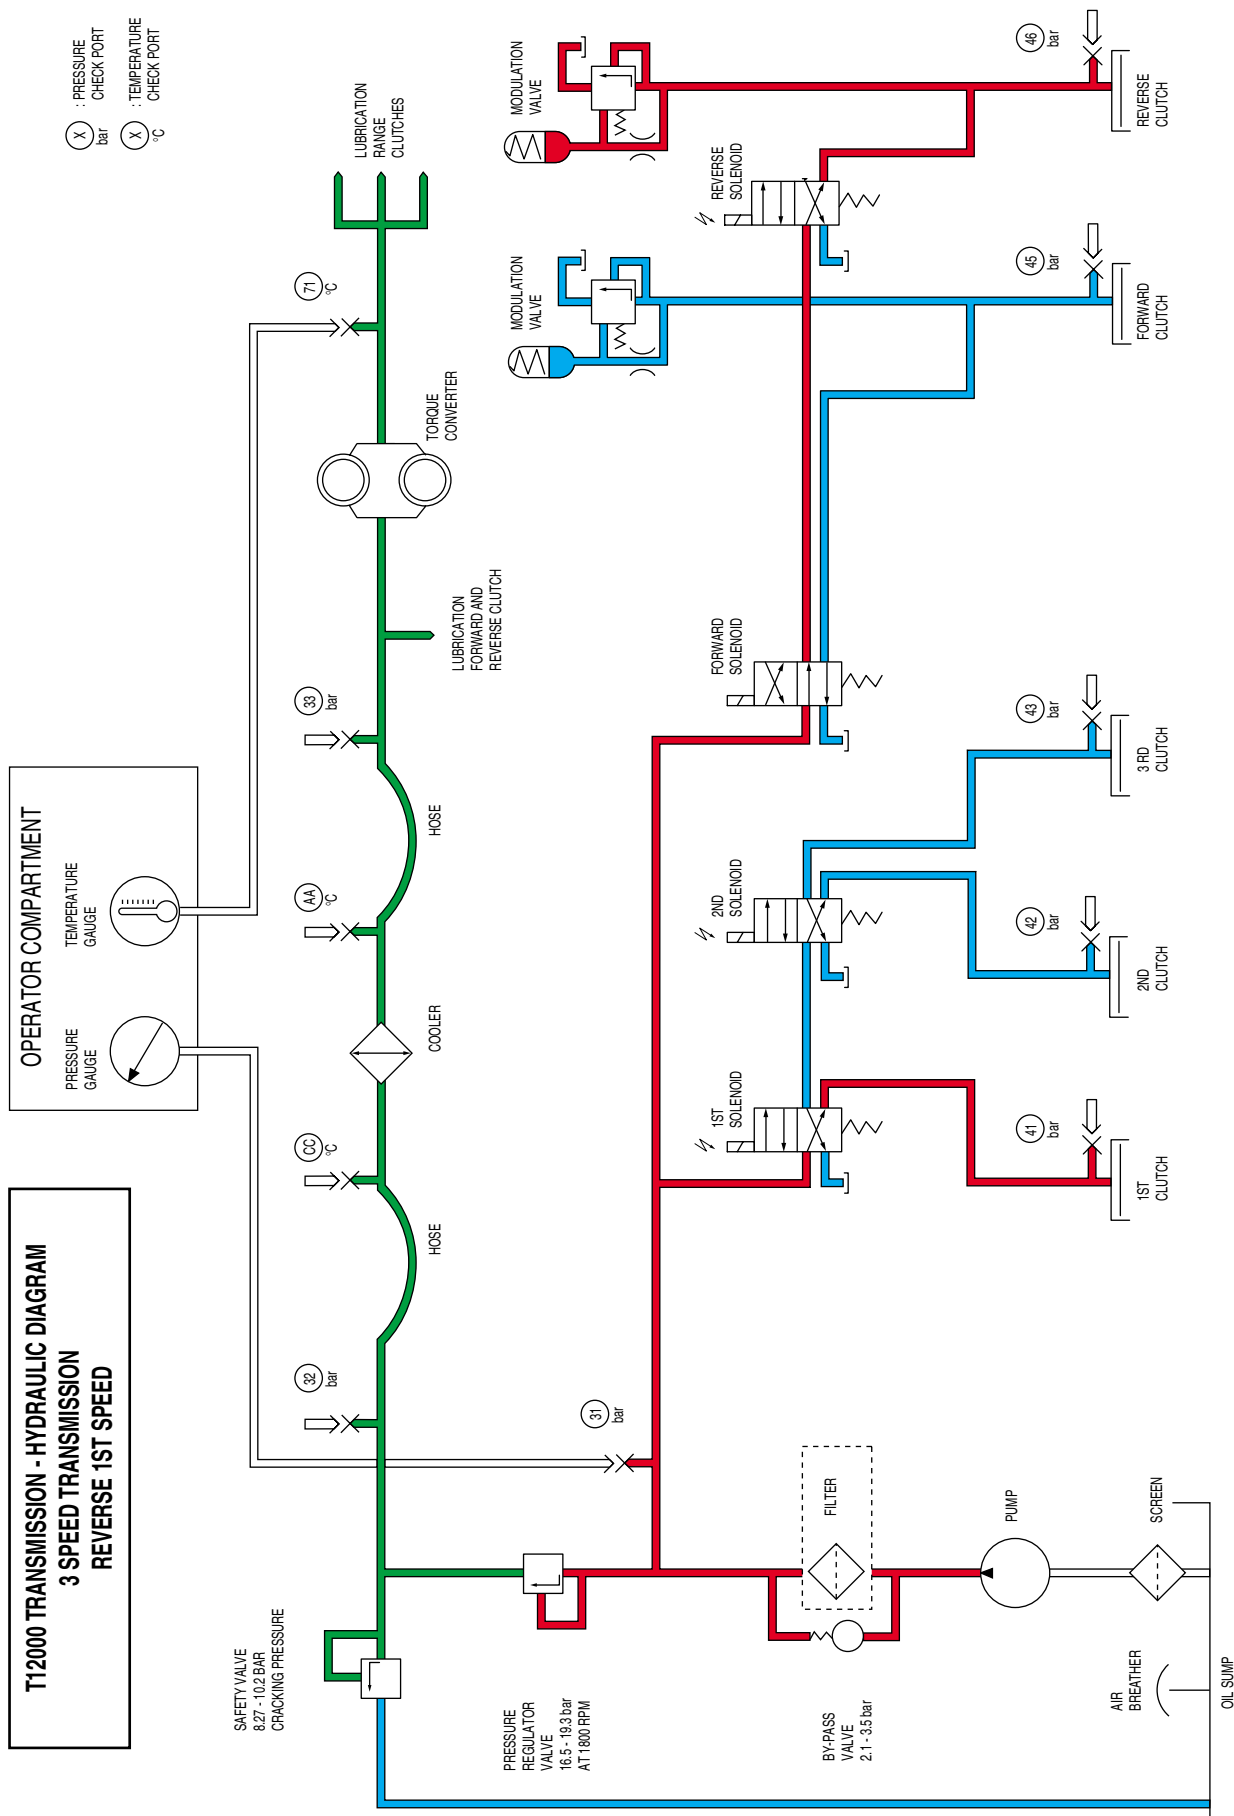 T12000 TRANSMISSION - HYDRAULIC DIAGRAM
3 SPEED TRANSMISSION
REVERSE 1ST SPEED
OPERATOR COMPARTMENT
PRESSURE
GAUGE
TEMPERATURE
GAUGE
X
bar
: PRESSURE
CHECK PORT
X
°C
: TEMPERATURE
CHECK PORT
SAFETY VALVE
8.27 - 10.2 BAR
CRACKING PRESSURE
32
bar
HOSE
CC
°C
COOLER
AA
°C
HOSE
33
bar
LUBRICATION
FORWARD AND
REVERSE CLUTCH
TORQUE
CONVERTER
71
°C
LUBRICATION
RANGE
CLUTCHES
PRESSURE
REGULATOR
VALVE
16.5 - 19.3 bar
AT 1800 RPM
31
bar
MODULATION
VALVE
MODULATION
VALVE
1ST
SOLENOID
2ND
SOLENOID
FORWARD
SOLENOID
REVERSE
SOLENOID
BY-PASS
VALVE
2.1 - 3.5 bar
FILTER
PUMP
SCREEN
AIR
BREATHER
OIL SUMP
41
bar
42
bar
43
bar
45
bar
46
bar
1ST
CLUTCH
2ND
CLUTCH
3 RD
CLUTCH
FORWARD
CLUTCH
REVERSE
CLUTCH